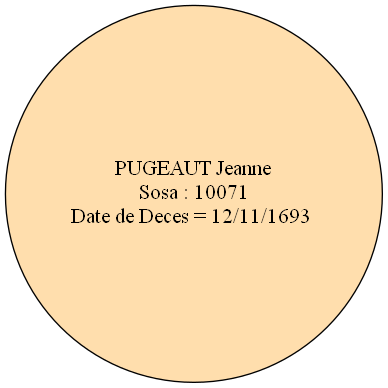 PUGEAUT Jeanne
Sosa : 10071
Date de Deces = 12/11/1693